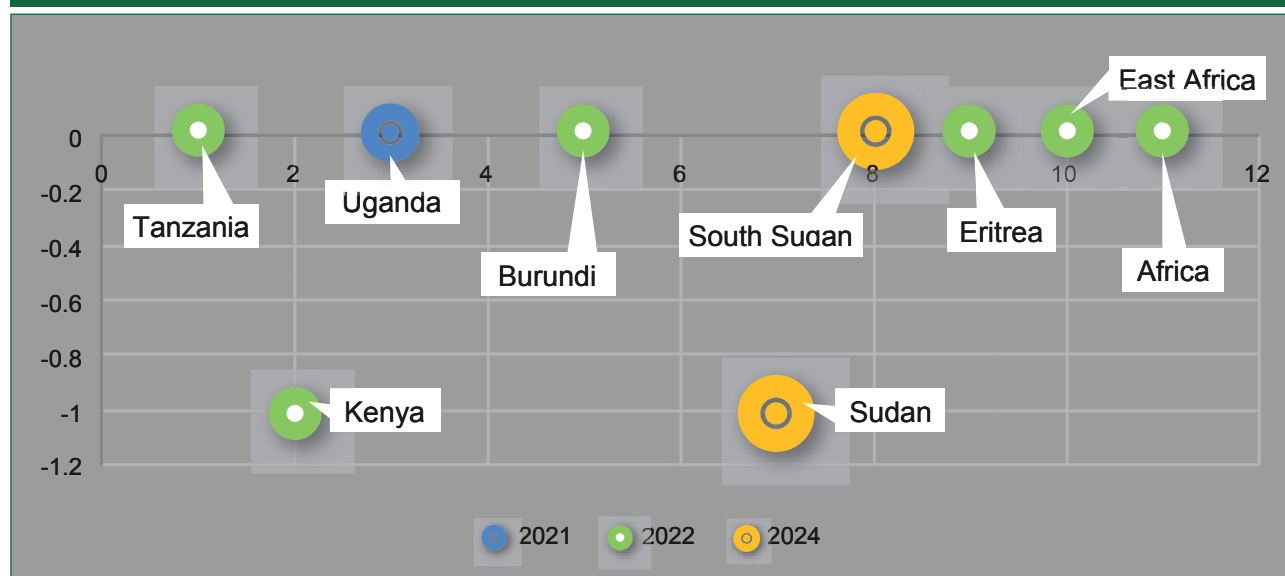 East Africa
0
0
2
4
6
8
10
12
-0.2
Tanzania
Uganda
South Sudan
Eritrea
-0.4
Burundi
Africa
-0.6
-0.8
-1
Kenya
Sudan
-1.2
2021
2022
2024